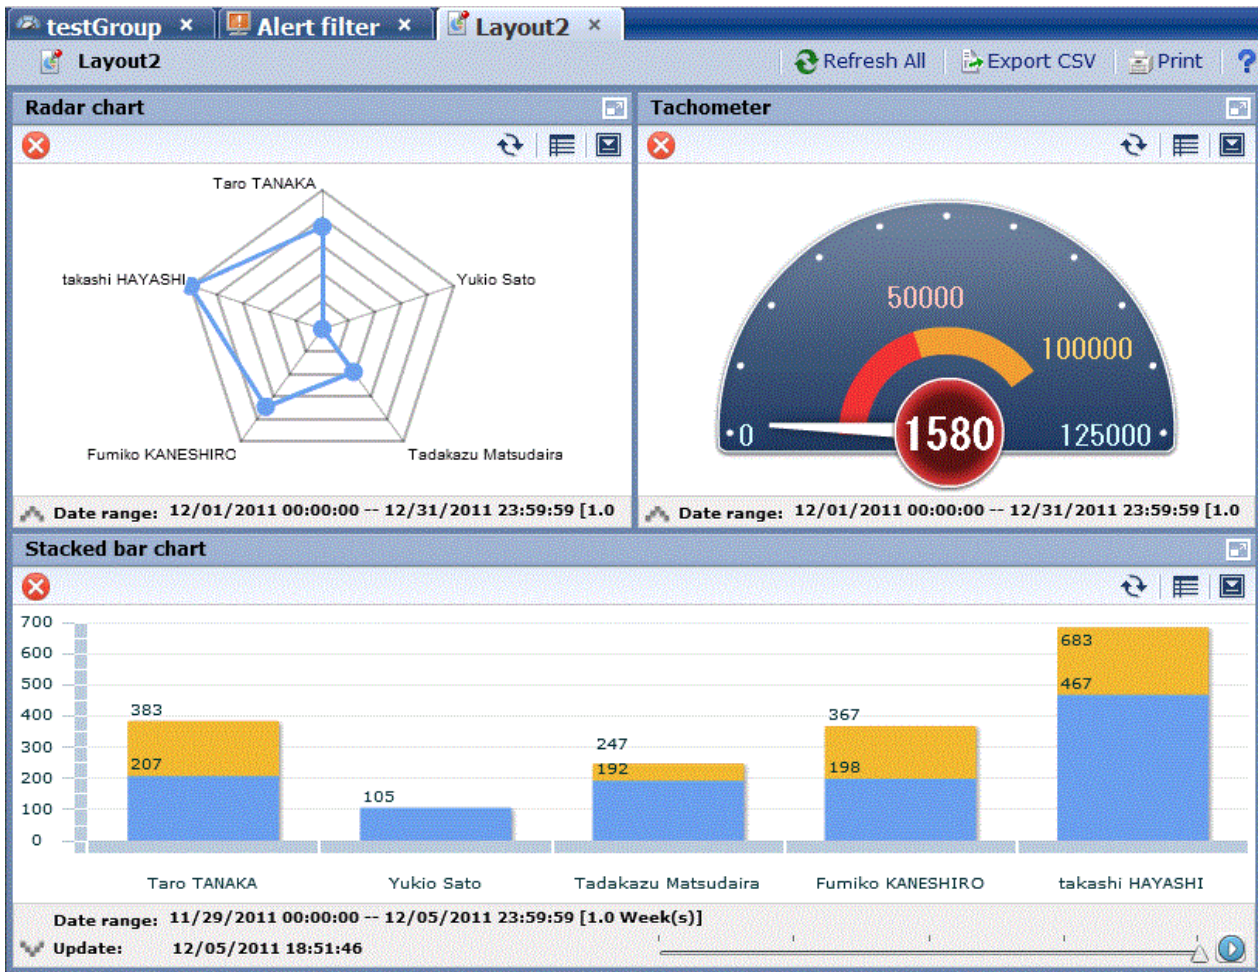 testGroup × Alert filter × Layout2 ×
Layout2 Refresh All Export CSV Print ?
Radar chart
Taro TANAKA
takashi HAYASHI
Yukio Sato
Fumiko KANESHIRO
Tadakazu Matsudaira
Date range: 12/01/2011 00:00:00 -- 12/31/2011 23:59:59 [1.0
Tachometer
50000
100000
0
1580
125000
Date range: 12/01/2011 00:00:00 -- 12/31/2011 23:59:59 [1.0
Stacked bar chart
700
600
500
400
300
200
100
0
383
207
105
247
192
367
198
683
467
Taro TANAKA Yukio Sato Tadakazu Matsudaira Fumiko KANESHIRO takashi HAYASHI
Date range: 11/29/2011 00:00:00 -- 12/05/2011 23:59:59 [1.0 Week(s)]
Update: 12/05/2011 18:51:46